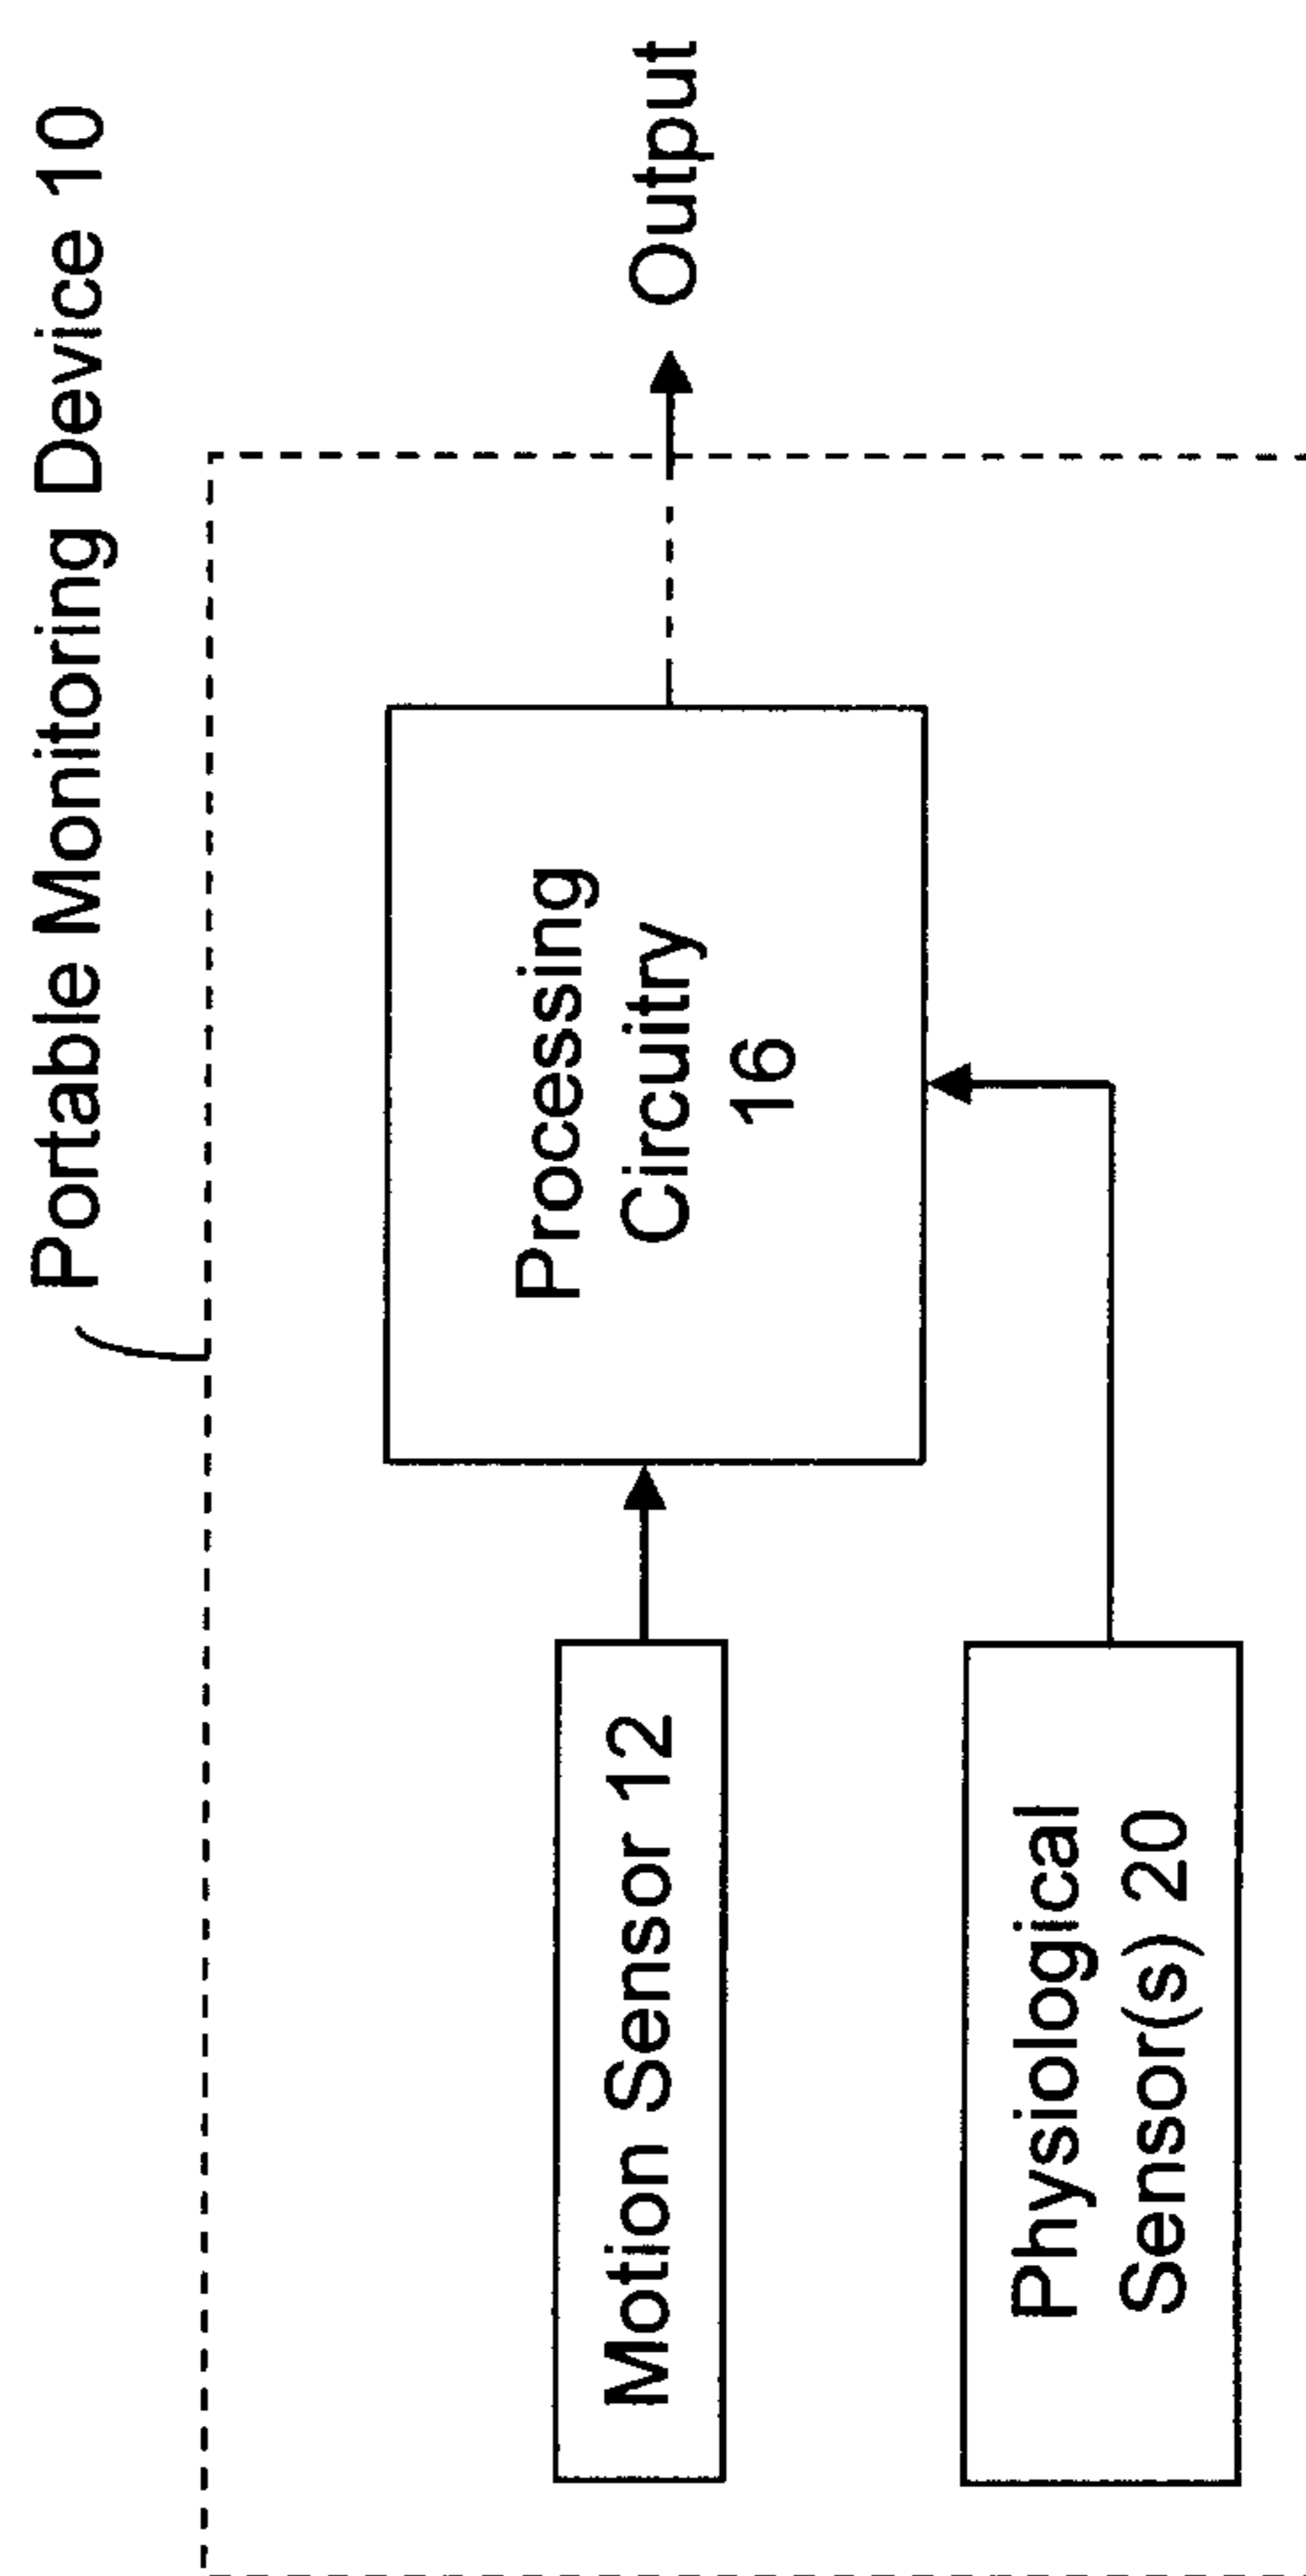 Portable Monitoring Device 10
Output
Processing
Circuitry
16
Motion Sensor 12
Physiological
Sensor(s) 20